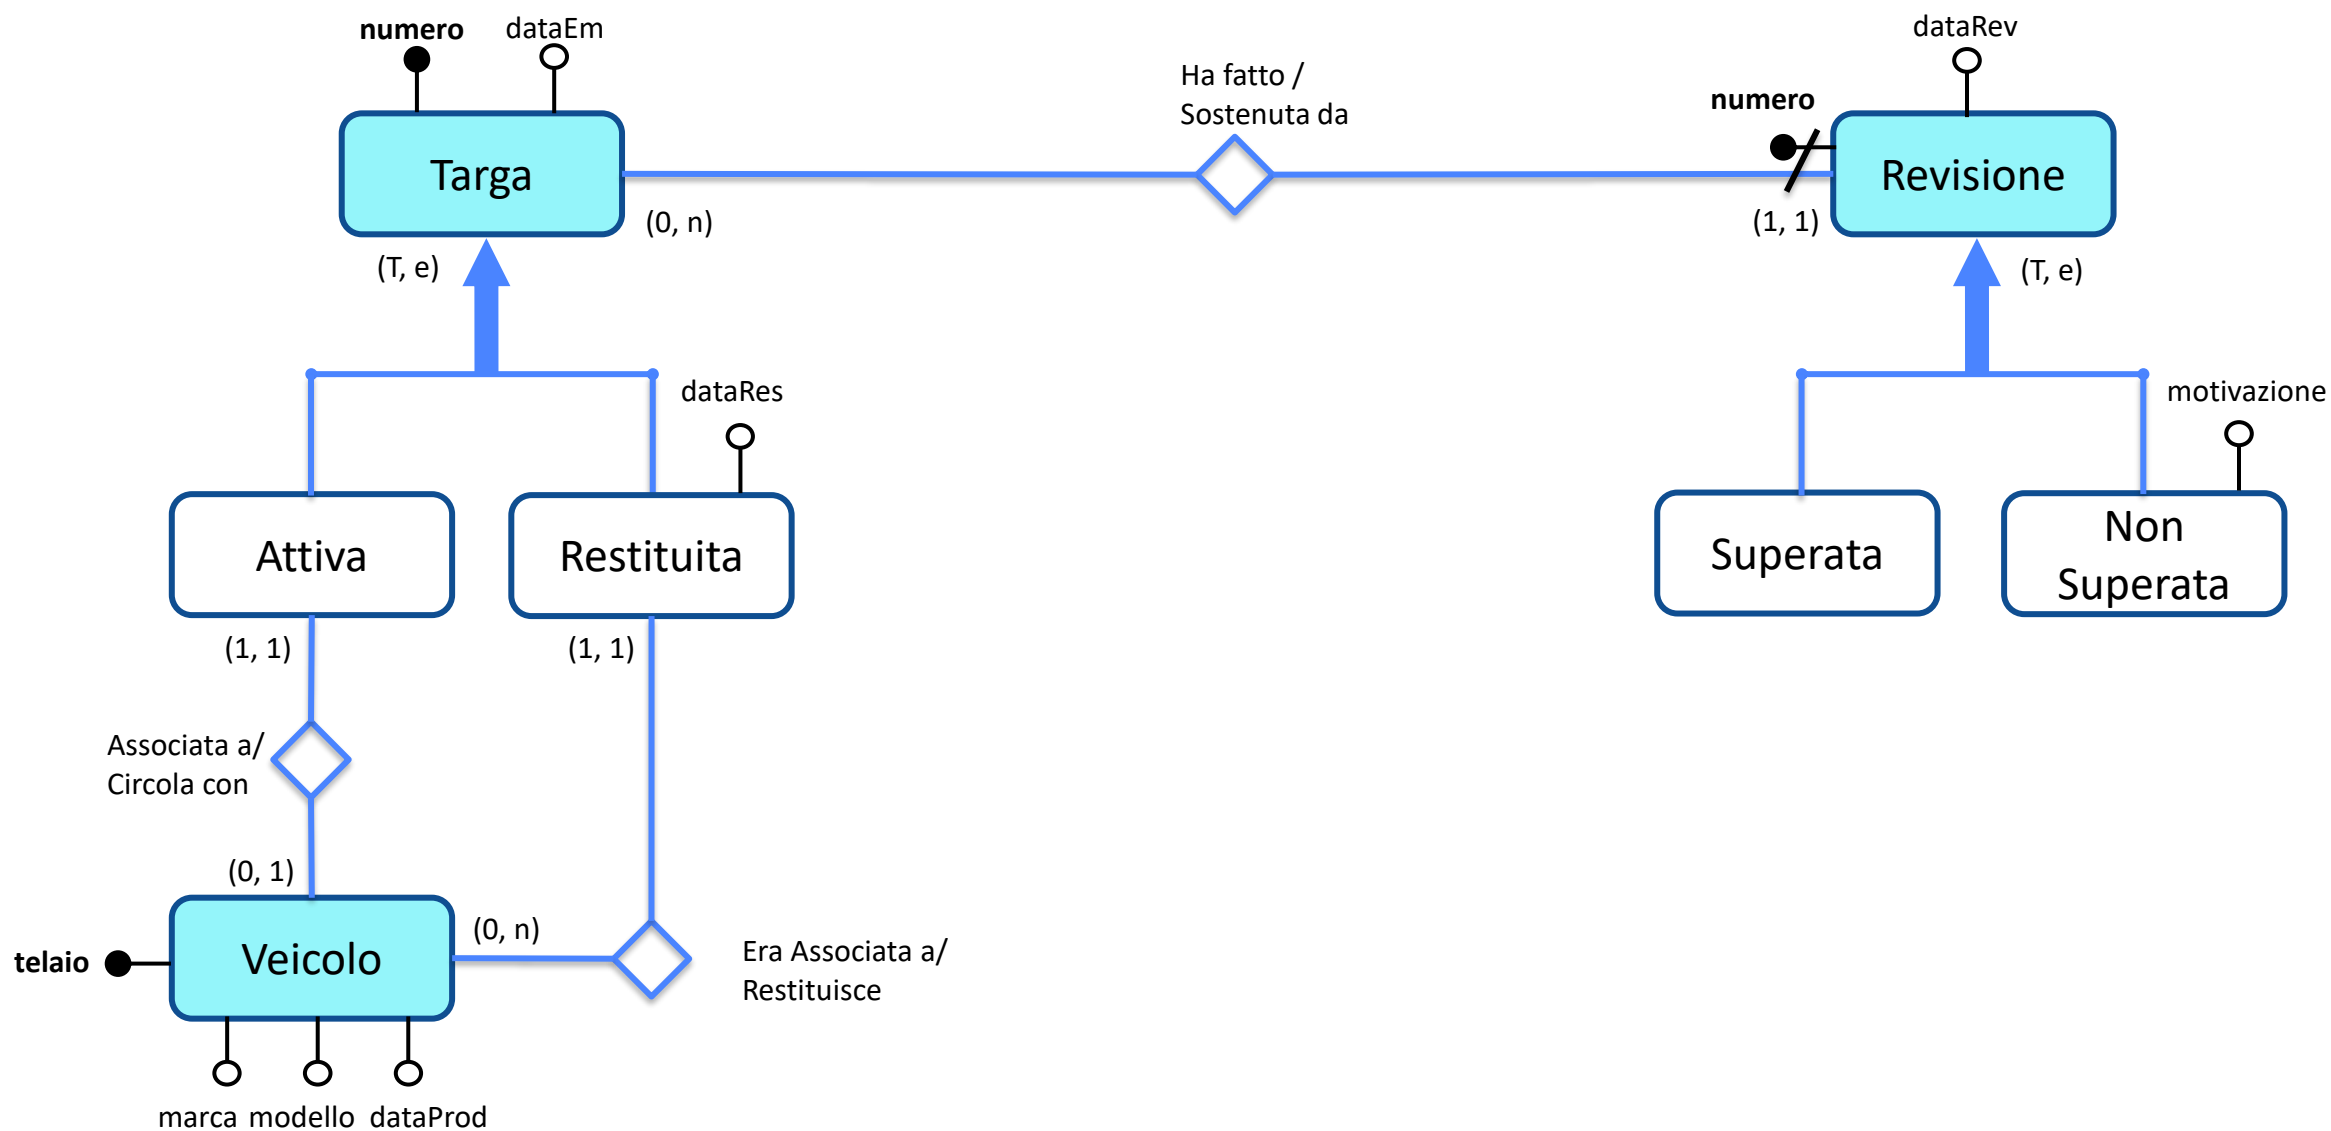 numero
dataEm
dataRev
Ha fatto /
Sostenuta da
numero
Targa
Revisione
(0, n)
(1, 1)
(T, e)
(T, e)
dataRes
motivazione
Attiva
Restituita
Superata
Non
Superata
(1, 1)
(1, 1)
Associata a/
Circola con
(0, 1)
(0, n)
telaio
Veicolo
Era Associata a/
Restituisce
marca
modello
dataProd